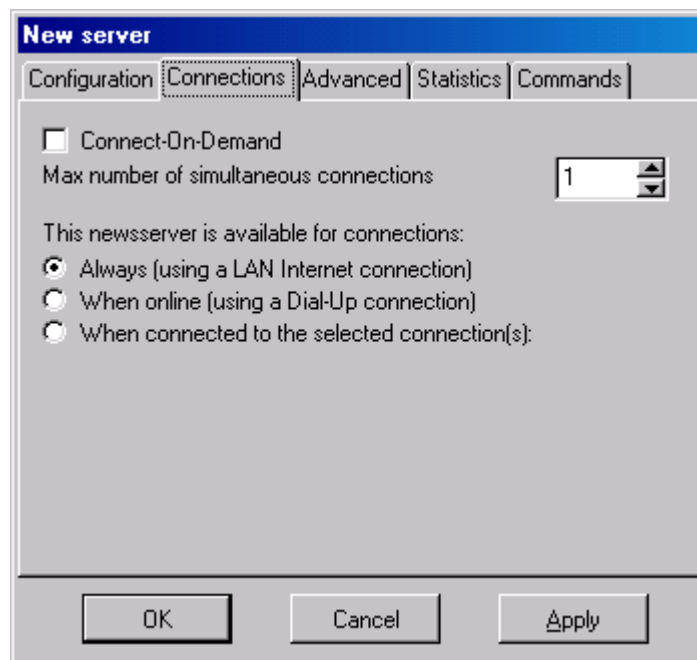 New server
Configuration Connections Advanced Statistics Commands
Connect-On-Demand
Max number of simultaneous connections 1
This newsserver is available for connections:
Always (using a LAN Internet connection)
When online (using a Dial-Up connection)
When connected to the selected connection(s):
OK Cancel Apply